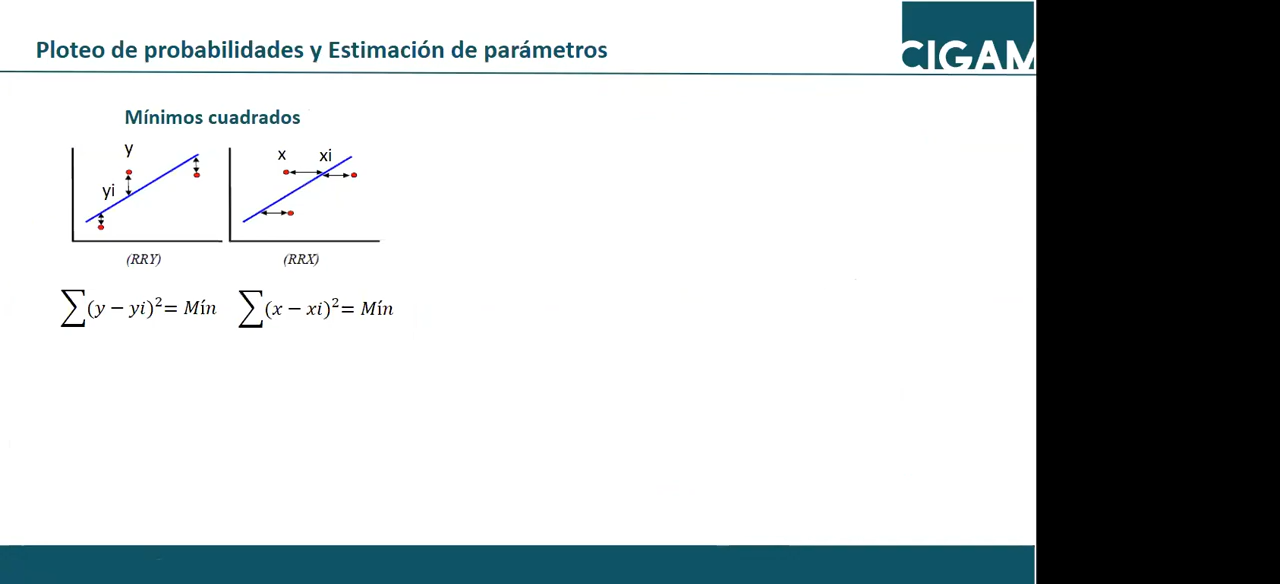 Ploteo de probabilidades y Estimación de parámetros
CIGAM
Mínimos cuadrados
y
yi
(RRY)
x xi
(RRX)
∑(y − yi)²= Mín
∑(x − xi)²= Mín